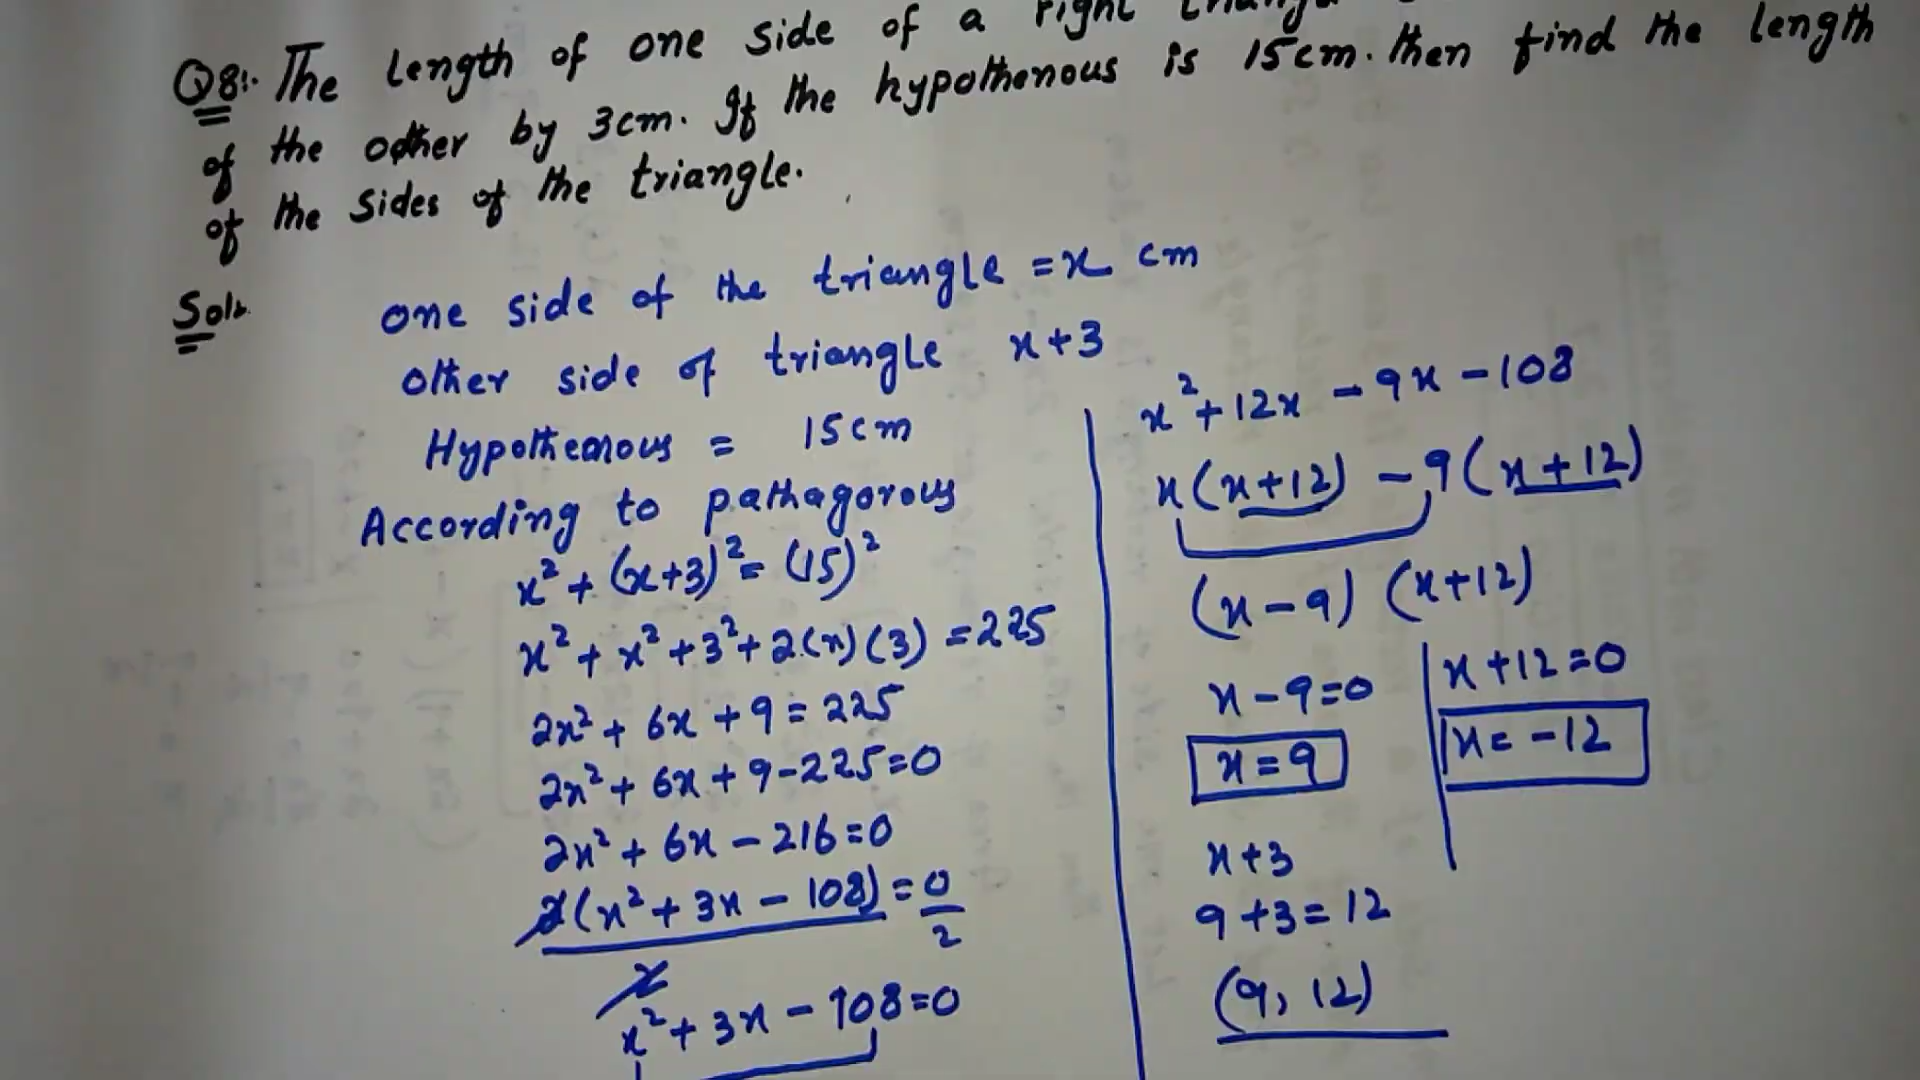 Q8:- The Length of one side of a right
of the other by 3cm. If the hypothenous is 15cm. then find the length
of the sides of the triangle.
Soln
one side of the triangle = x cm
other side of triangle x+3
Hypothenous = 15cm
According to pathagorous
x² + (x+3)² = (15)²
x² + x² + 3² + 2(x)(3) = 225
2x² + 6x + 9 = 225
2x² + 6x + 9 - 225 = 0
2x² + 6x - 216 = 0
2(x² + 3x - 108) = 0/2
2
x² + 3x - 108 = 0
x² + 12x - 9x - 108
x(x+12) - 9(x+12)
(x-9) (x+12)
x-9=0
x=9
x+12=0
x=-12
x+3
9+3=12
(9, 12)